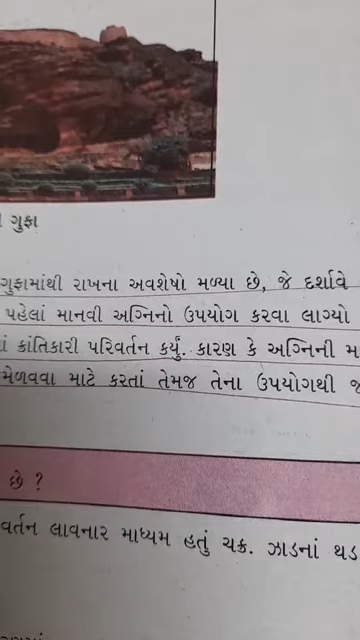 ગુફા
ગુફામાંથી રાખના અવશેષો મળ્યા છે, જે દર્શાવે
પહેલાં માનવી અગ્નિનો ઉપયોગ કરવા લાગ્યો
ક્રાંતિકારી પરિવર્તન કર્યું. કારણ કે અગ્નિની
મેળવવા માટે કરતાં તેમજ તેના ઉપયોગથી
છે ?
વર્તન લાવનાર માધ્યમ હતું ચક્ર. ઝાડનાં થડ